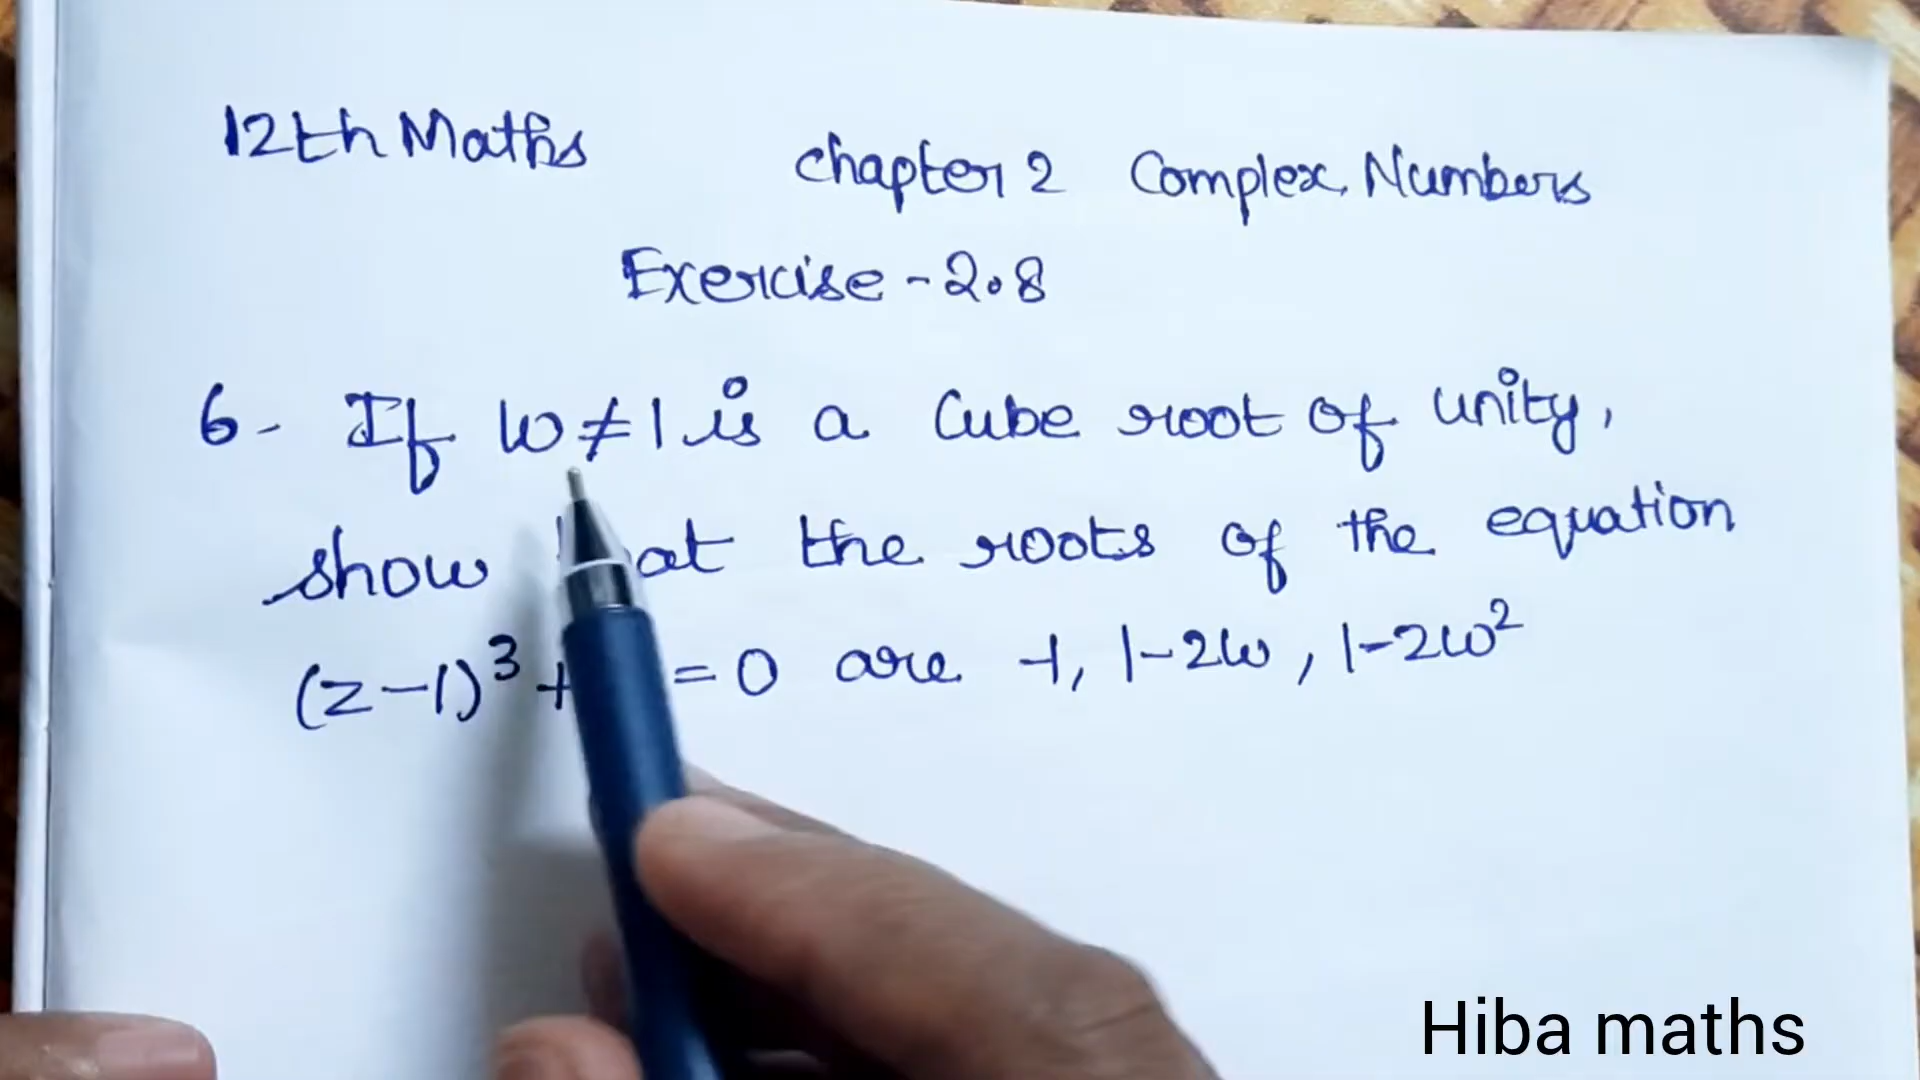 12th Maths
Chapter 2 Complex Numbers
Exercise - 2.8
6- If ω≠1 is a Cube root of unity,
show the roots of the equation
(z-1)³+ =0 are -1, 1-2ω, 1-2ω²
Hiba maths